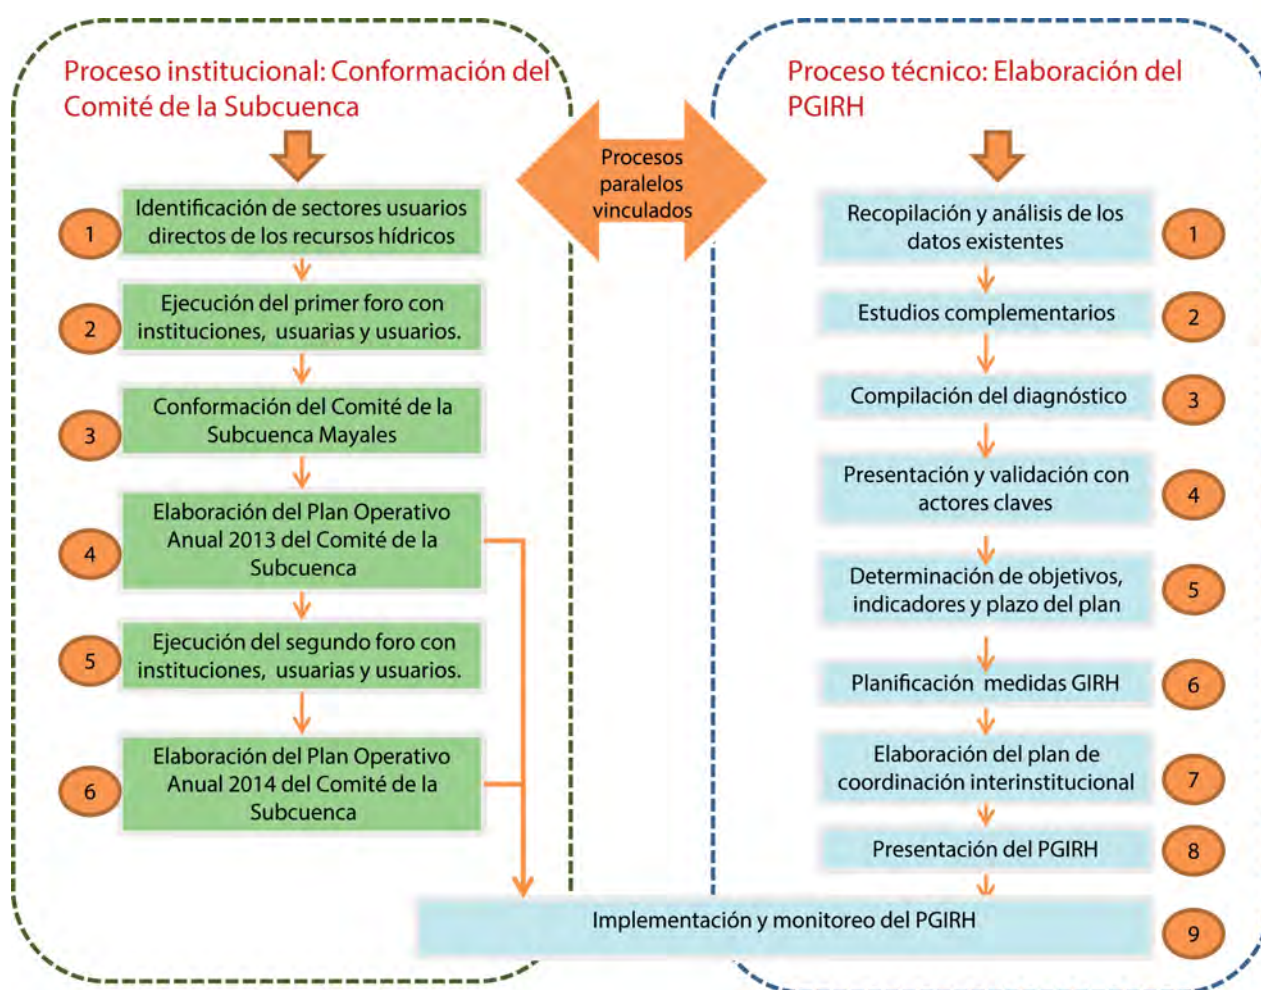 Proceso institucional: Conformación del
Comité de la Subcuenca
1
Identificación de sectores usuarios
directos de los recursos hídricos
2
Ejecución del primer foro con
instituciones, usuarias y usuarios.
3
Conformación del Comité de la
Subcuenca Mayales
4
Elaboración del Plan Operativo
Anual 2013 del Comité de la
Subcuenca
5
Ejecución del segundo foro con
instituciones, usuarias y usuarios.
6
Elaboración del Plan Operativo
Anual 2014 del Comité de la
Subcuenca
Procesos
paralelos
vinculados
Proceso técnico: Elaboración del
PGIRH
Recopilación y análisis de los
datos existentes
1
Estudios complementarios
2
Compilación del diagnóstico
3
Presentación y validación con
actores claves
4
Determinación de objetivos,
indicadores y plazo del plan
5
Planificación medidas GIRH
6
Elaboración del plan de
coordinación interinstitucional
7
Presentación del PGIRH
8
Implementación y monitoreo del PGIRH
9